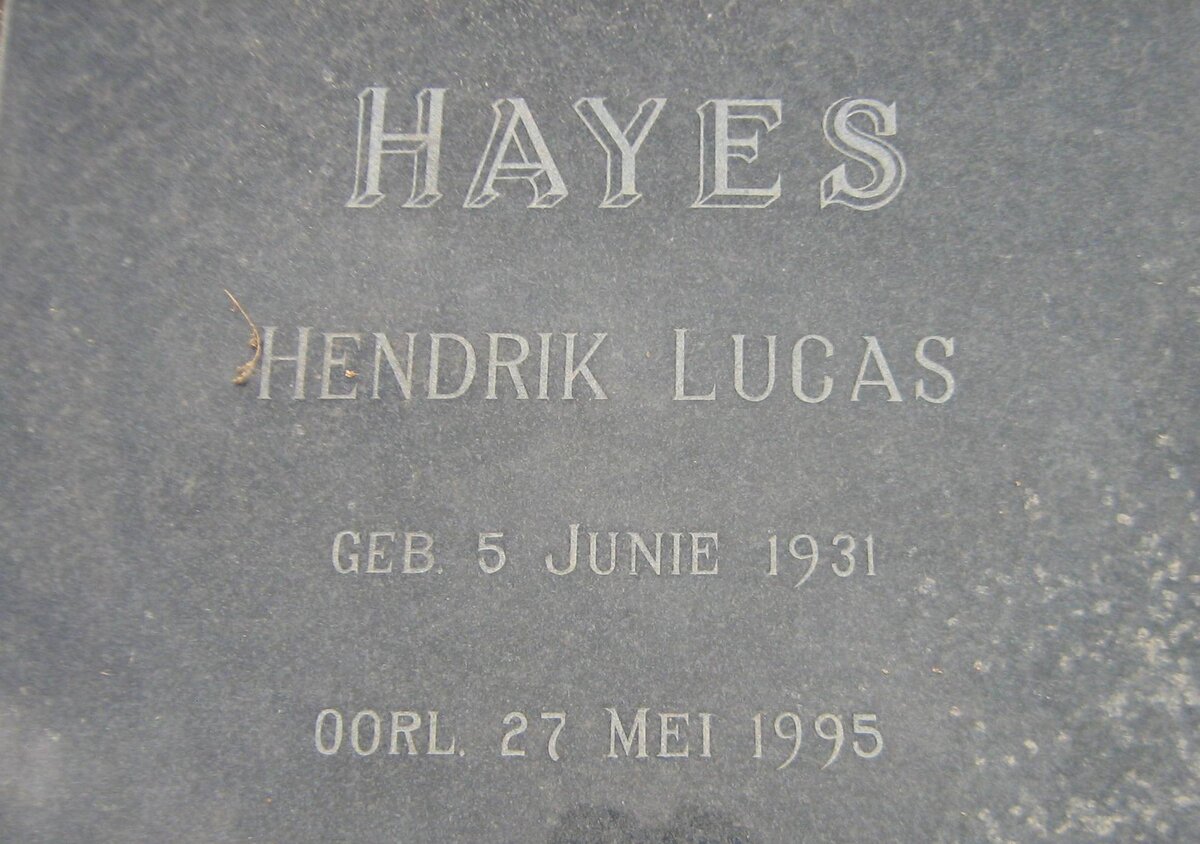 HAYES
HENDRIK LUCAS
GEB. 5 JUNIE 1931
OORL. 27 MEI 1995